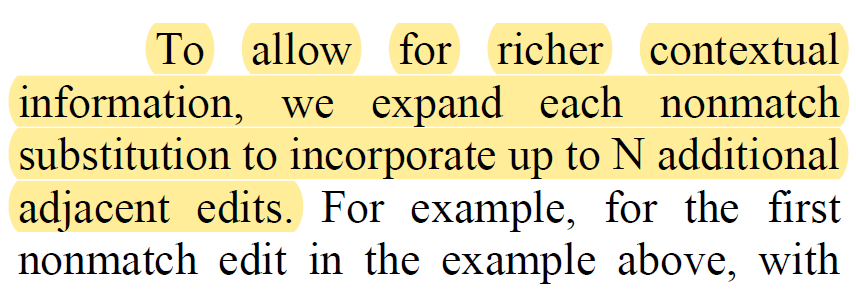 To allow for richer contextual
information, we expand each nonmatch
substitution to incorporate up to N additional
adjacent edits. For example, for the first
nonmatch edit in the example above, with